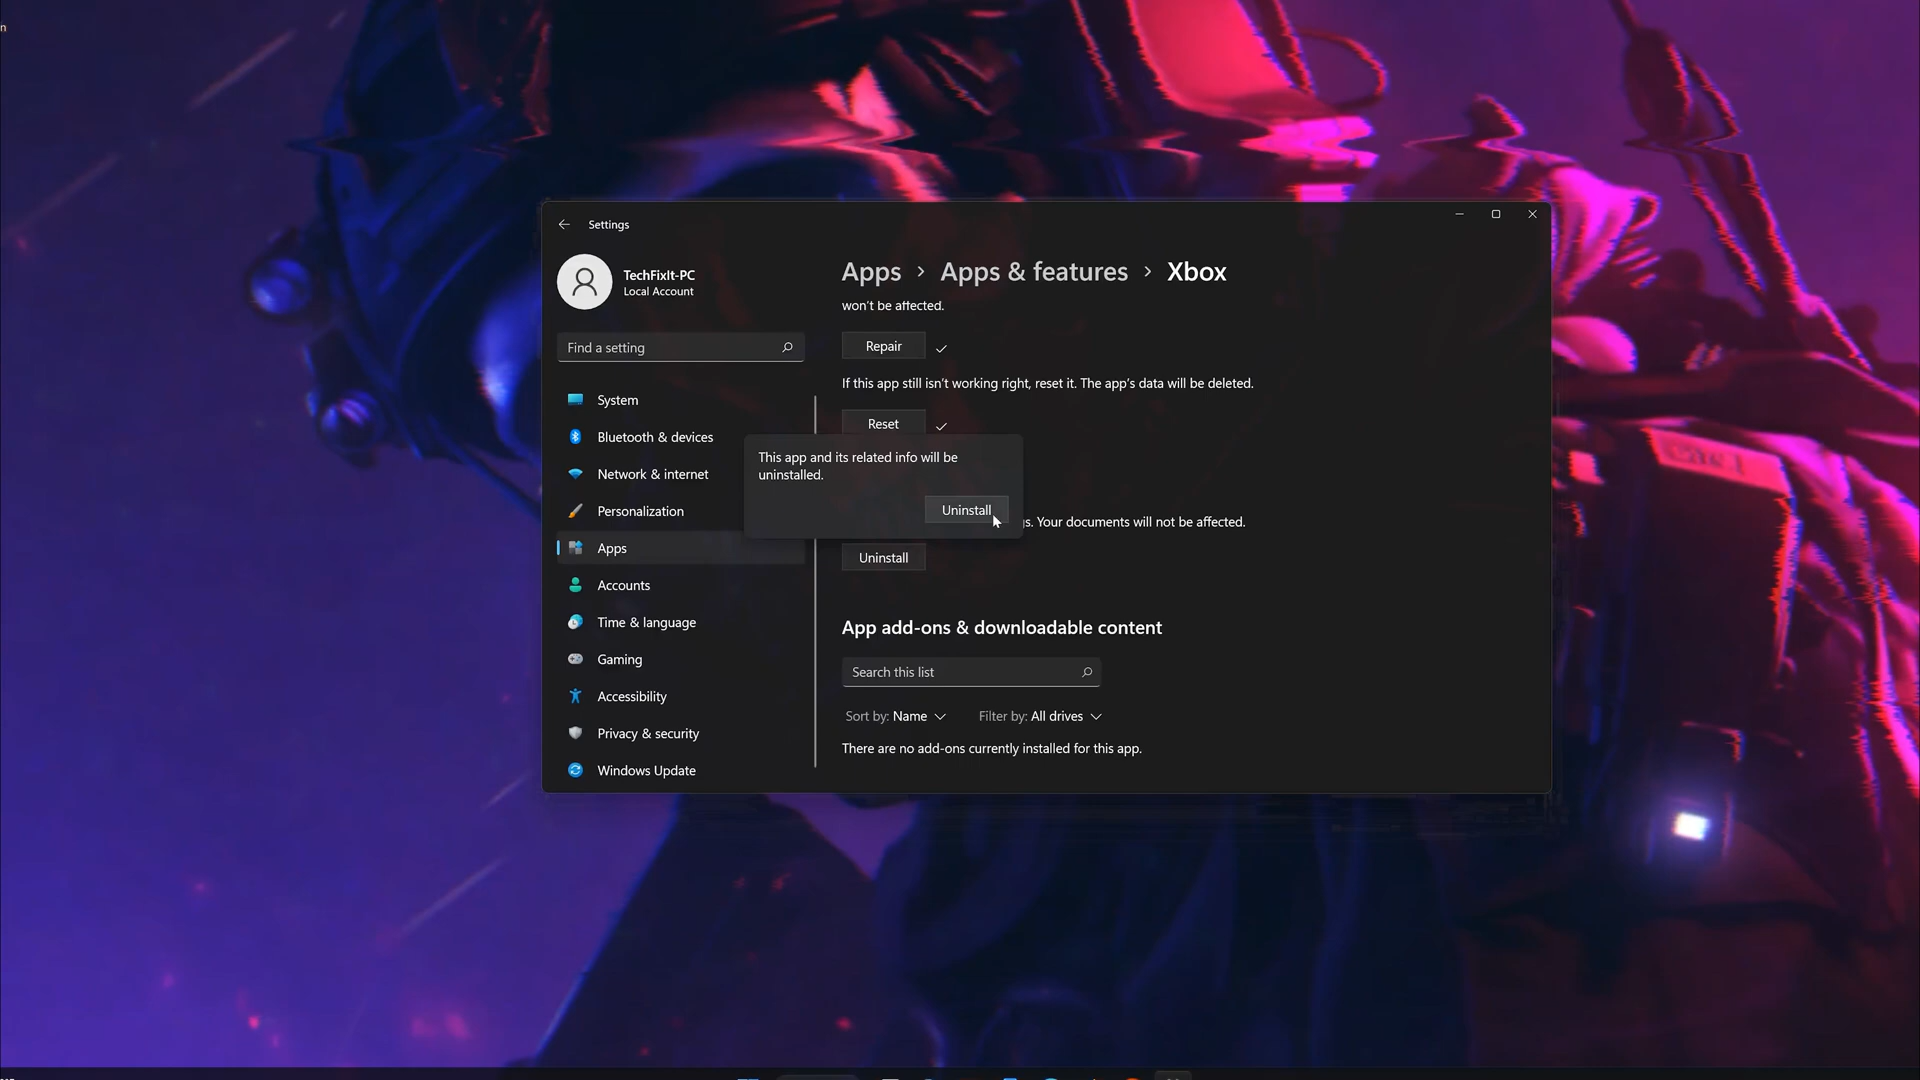 n
Settings
TechFixIt-PC
Local Account
Find a setting
System
Bluetooth & devices
Network & internet
Personalization
Apps
Accounts
Time & language
Gaming
Accessibility
Privacy & security
Windows Update
Apps > Apps & features > Xbox
won't be affected.
Repair
If this app still isn't working right, reset it. The app's data will be deleted.
Reset
This app and its related info will be
uninstalled.
Uninstall
s. Your documents will not be affected.
Uninstall
App add-ons & downloadable content
Search this list
Sort by: Name Filter by: All drives
There are no add-ons currently installed for this app.